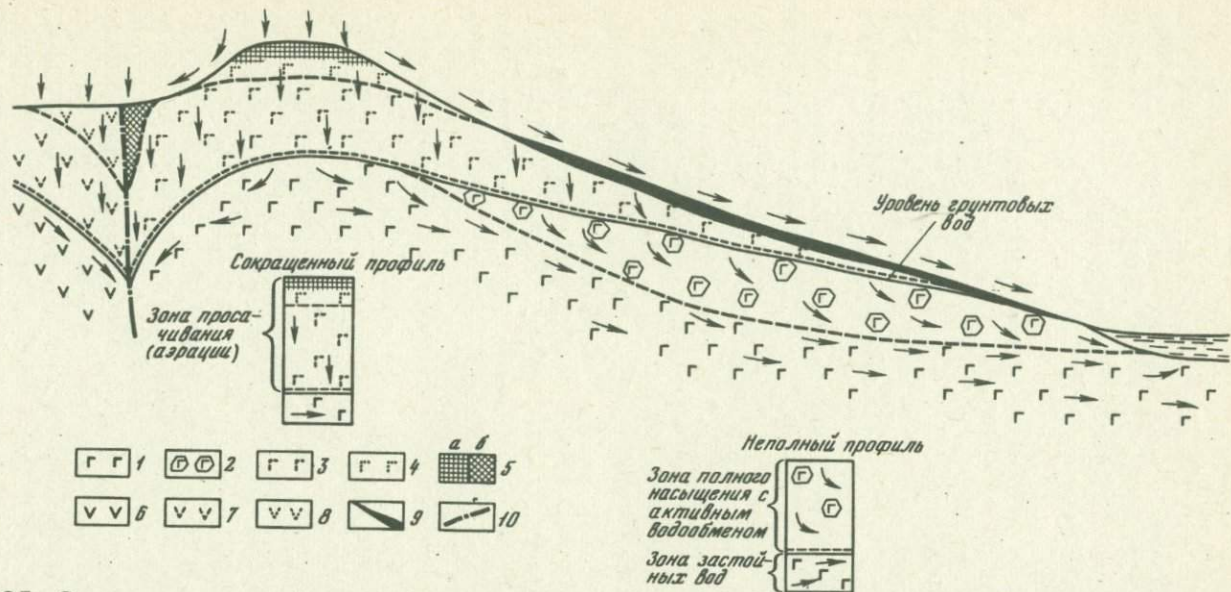 Уровень грунтовых
вод
Сокращенный профиль
Зона проса-
чивания
(аэрации)
Неполный профиль
Зона полного
насыщения с
активным
водообменом
Зона застой-
ных вод
1
2
3
4
а б
5
6
7
8
9
10